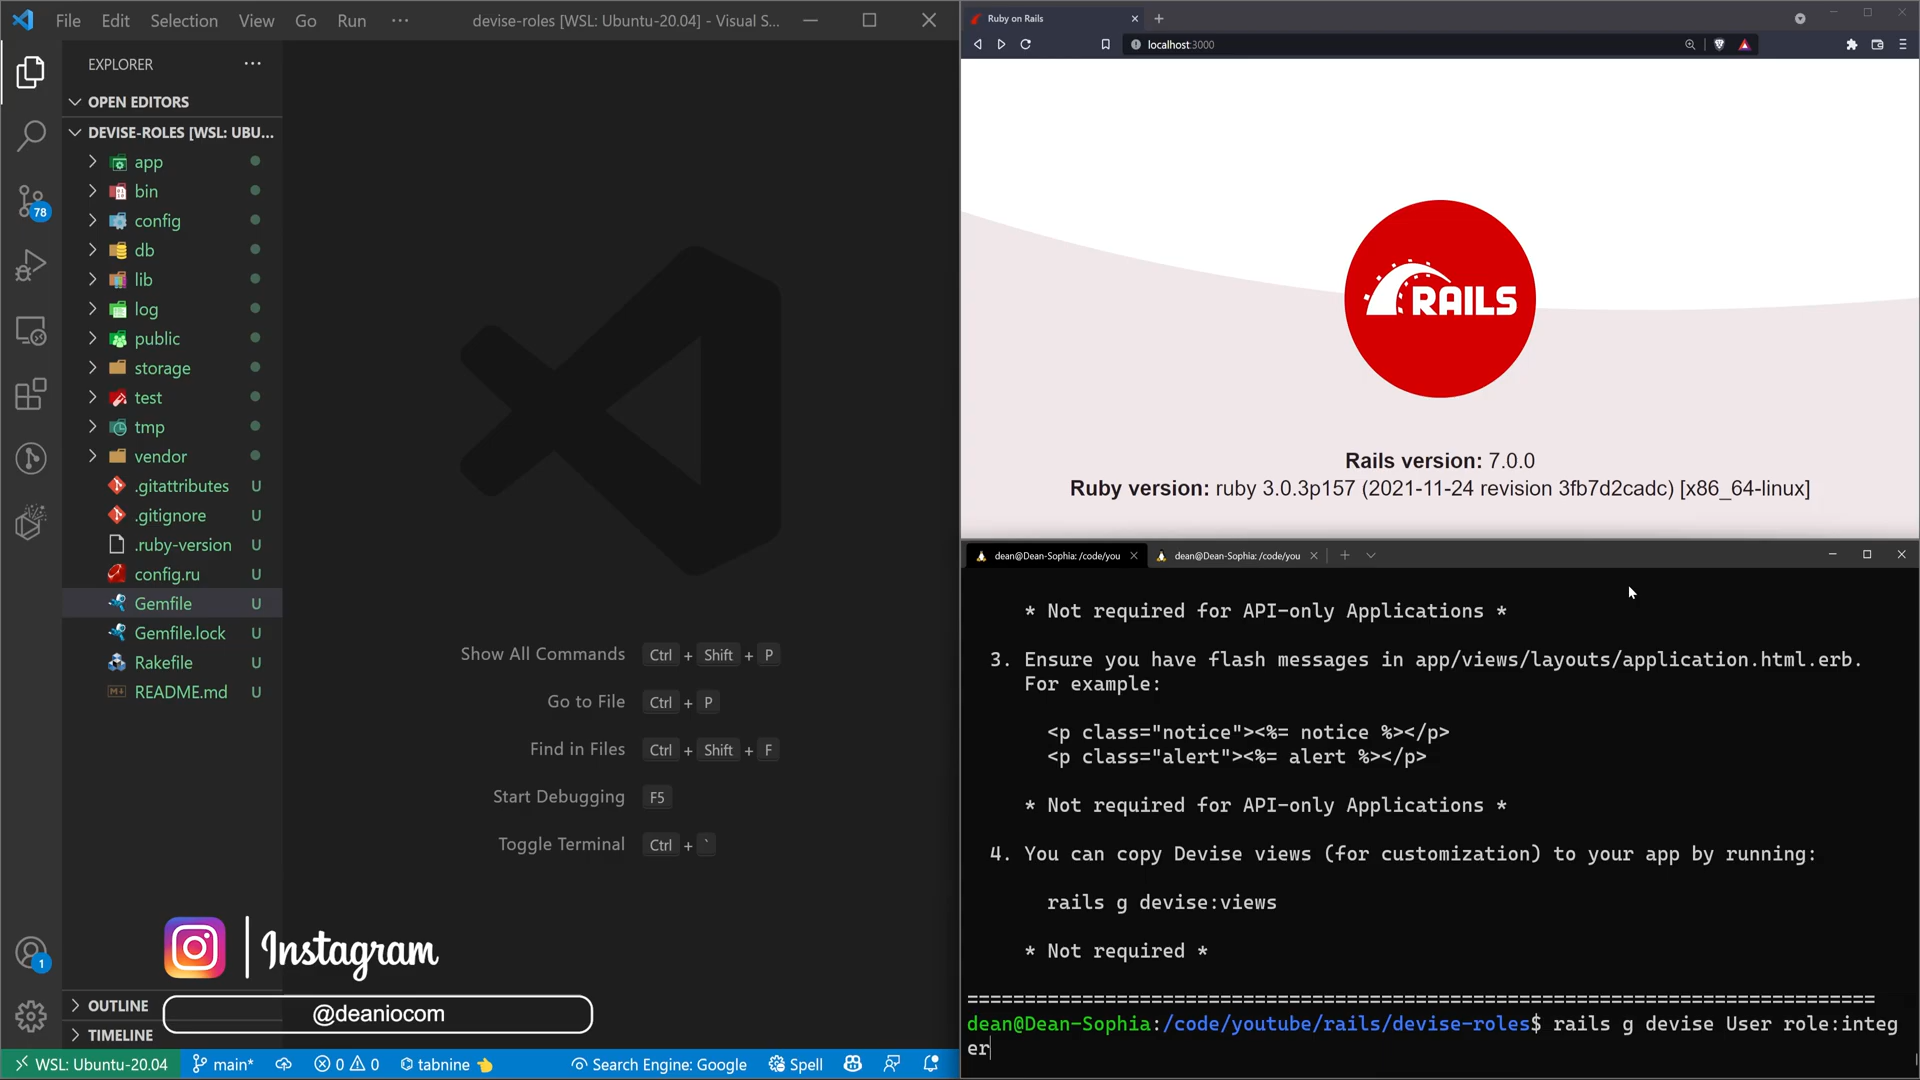 File Edit Selection View Go Run ··· devise-roles [WSL: Ubuntu-20.04] - Visual S...
EXPLORER ···
OPEN EDITORS
DEVISE-ROLES [WSL: UBU...
app
bin
config
db
lib
log
public
storage
test
tmp
vendor
.gitattributes U
.gitignore U
.ruby-version U
config.ru U
Gemfile U
Gemfile.lock U
Rakefile U
README.md U
78
Show All Commands Ctrl + Shift + P
Go to File Ctrl + P
Find in Files Ctrl + Shift + F
Start Debugging F5
Toggle Terminal Ctrl + `
1
Instagram
@deaniocom
OUTLINE
TIMELINE
WSL: Ubuntu-20.04 main* 0 0 tabnine Search Engine: Google Spell
Ruby on Rails
localhost:3000
RAILS
Rails version: 7.0.0
Ruby version: ruby 3.0.3p157 (2021-11-24 revision 3fb7d2cadc) [x86_64-linux]
dean@Dean-Sophia: /code/you dean@Dean-Sophia: /code/you
* Not required for API-only Applications *
3. Ensure you have flash messages in app/views/layouts/application.html.erb.
For example:
<p class="notice"><%= notice %></p>
<p class="alert"><%= alert %></p>
* Not required for API-only Applications *
4. You can copy Devise views (for customization) to your app by running:
rails g devise:views
* Not required *
===============================================================================
dean@Dean-Sophia:/code/youtube/rails/devise-roles$ rails g devise User role:integ
er